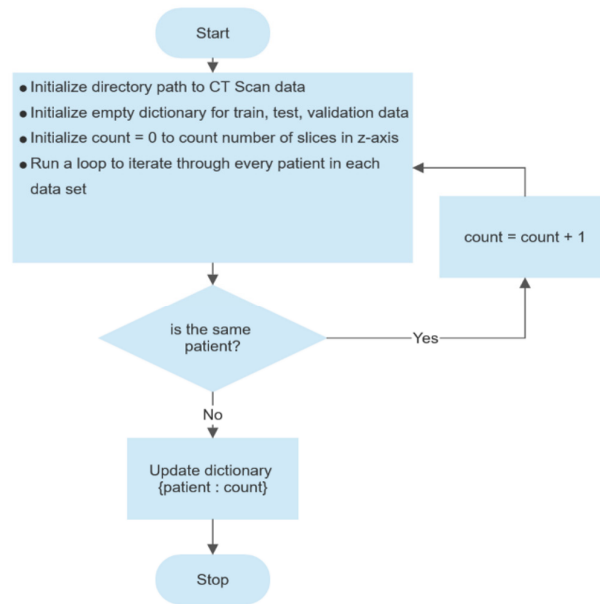 Start
● Initialize directory path to CT Scan data
● Initialize empty dictionary for train, test, validation data
● Initialize count = 0 to count number of slices in z-axis
● Run a loop to iterate through every patient in each
data set
count = count + 1
is the same
patient?
Yes
No
Update dictionary
{patient : count}
Stop